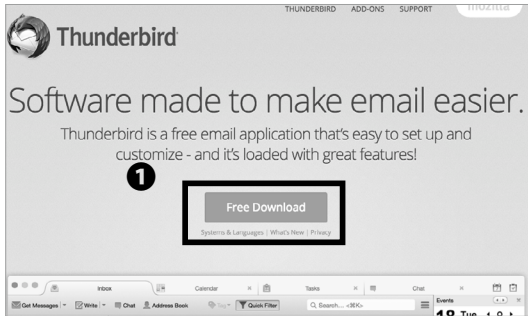 THUNDERBIRD ADD-ONS SUPPORT mozilla
Thunderbird
Software made to make email easier.
Thunderbird is a free email application that's easy to set up and
customize - and it's loaded with great features!
1
Free Download
Systems & Languages | What's New | Privacy
Inbox Calendar Tasks Chat
Get Messages Write Chat Address Book Tag Quick Filter Search... <⌘K> Events
18 Tue